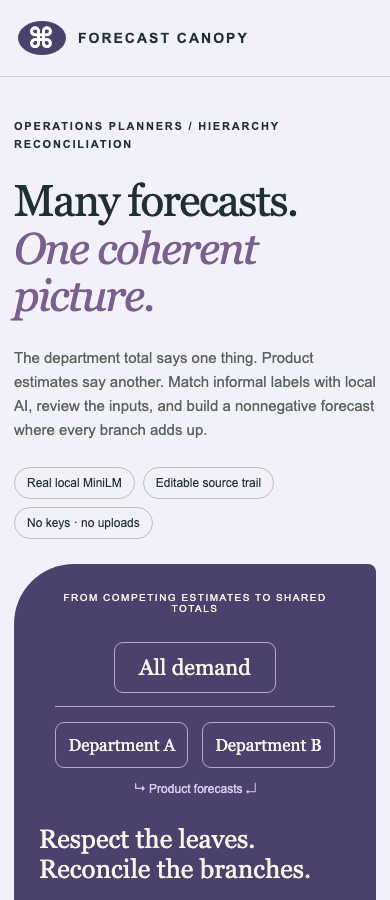 ⌘ FORECAST CANOPY
OPERATIONS PLANNERS / HIERARCHY
RECONCILIATION
Many forecasts.
One coherent
picture.
The department total says one thing. Product
estimates say another. Match informal labels with local
AI, review the inputs, and build a nonnegative forecast
where every branch adds up.
Real local MiniLM
Editable source trail
No keys · no uploads
FROM COMPETING ESTIMATES TO SHARED
TOTALS
All demand
Department A
Department B
↳ Product forecasts ↲
Respect the leaves.
Reconcile the branches.